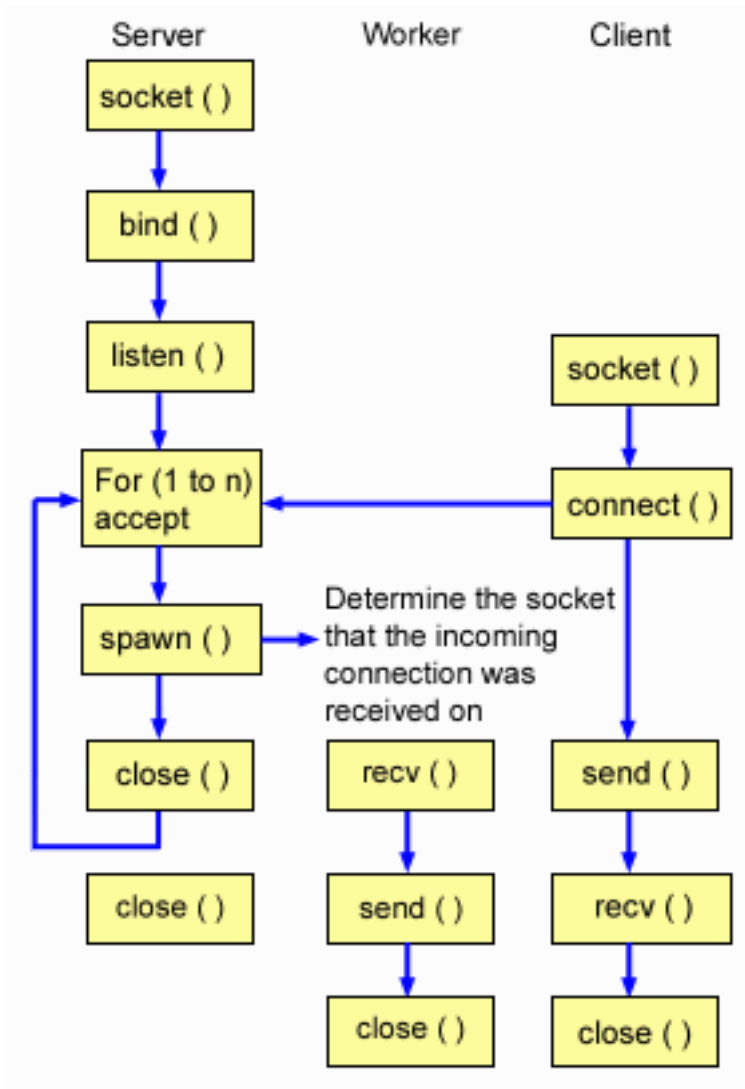 Server
Worker
Client
socket ( )
bind ( )
listen ( )
For (1 to n)
accept
spawn ( )
close ( )
close ( )
Determine the socket
that the incoming
connection was
received on
recv ( )
send ( )
close ( )
socket ( )
connect ( )
send ( )
recv ( )
close ( )